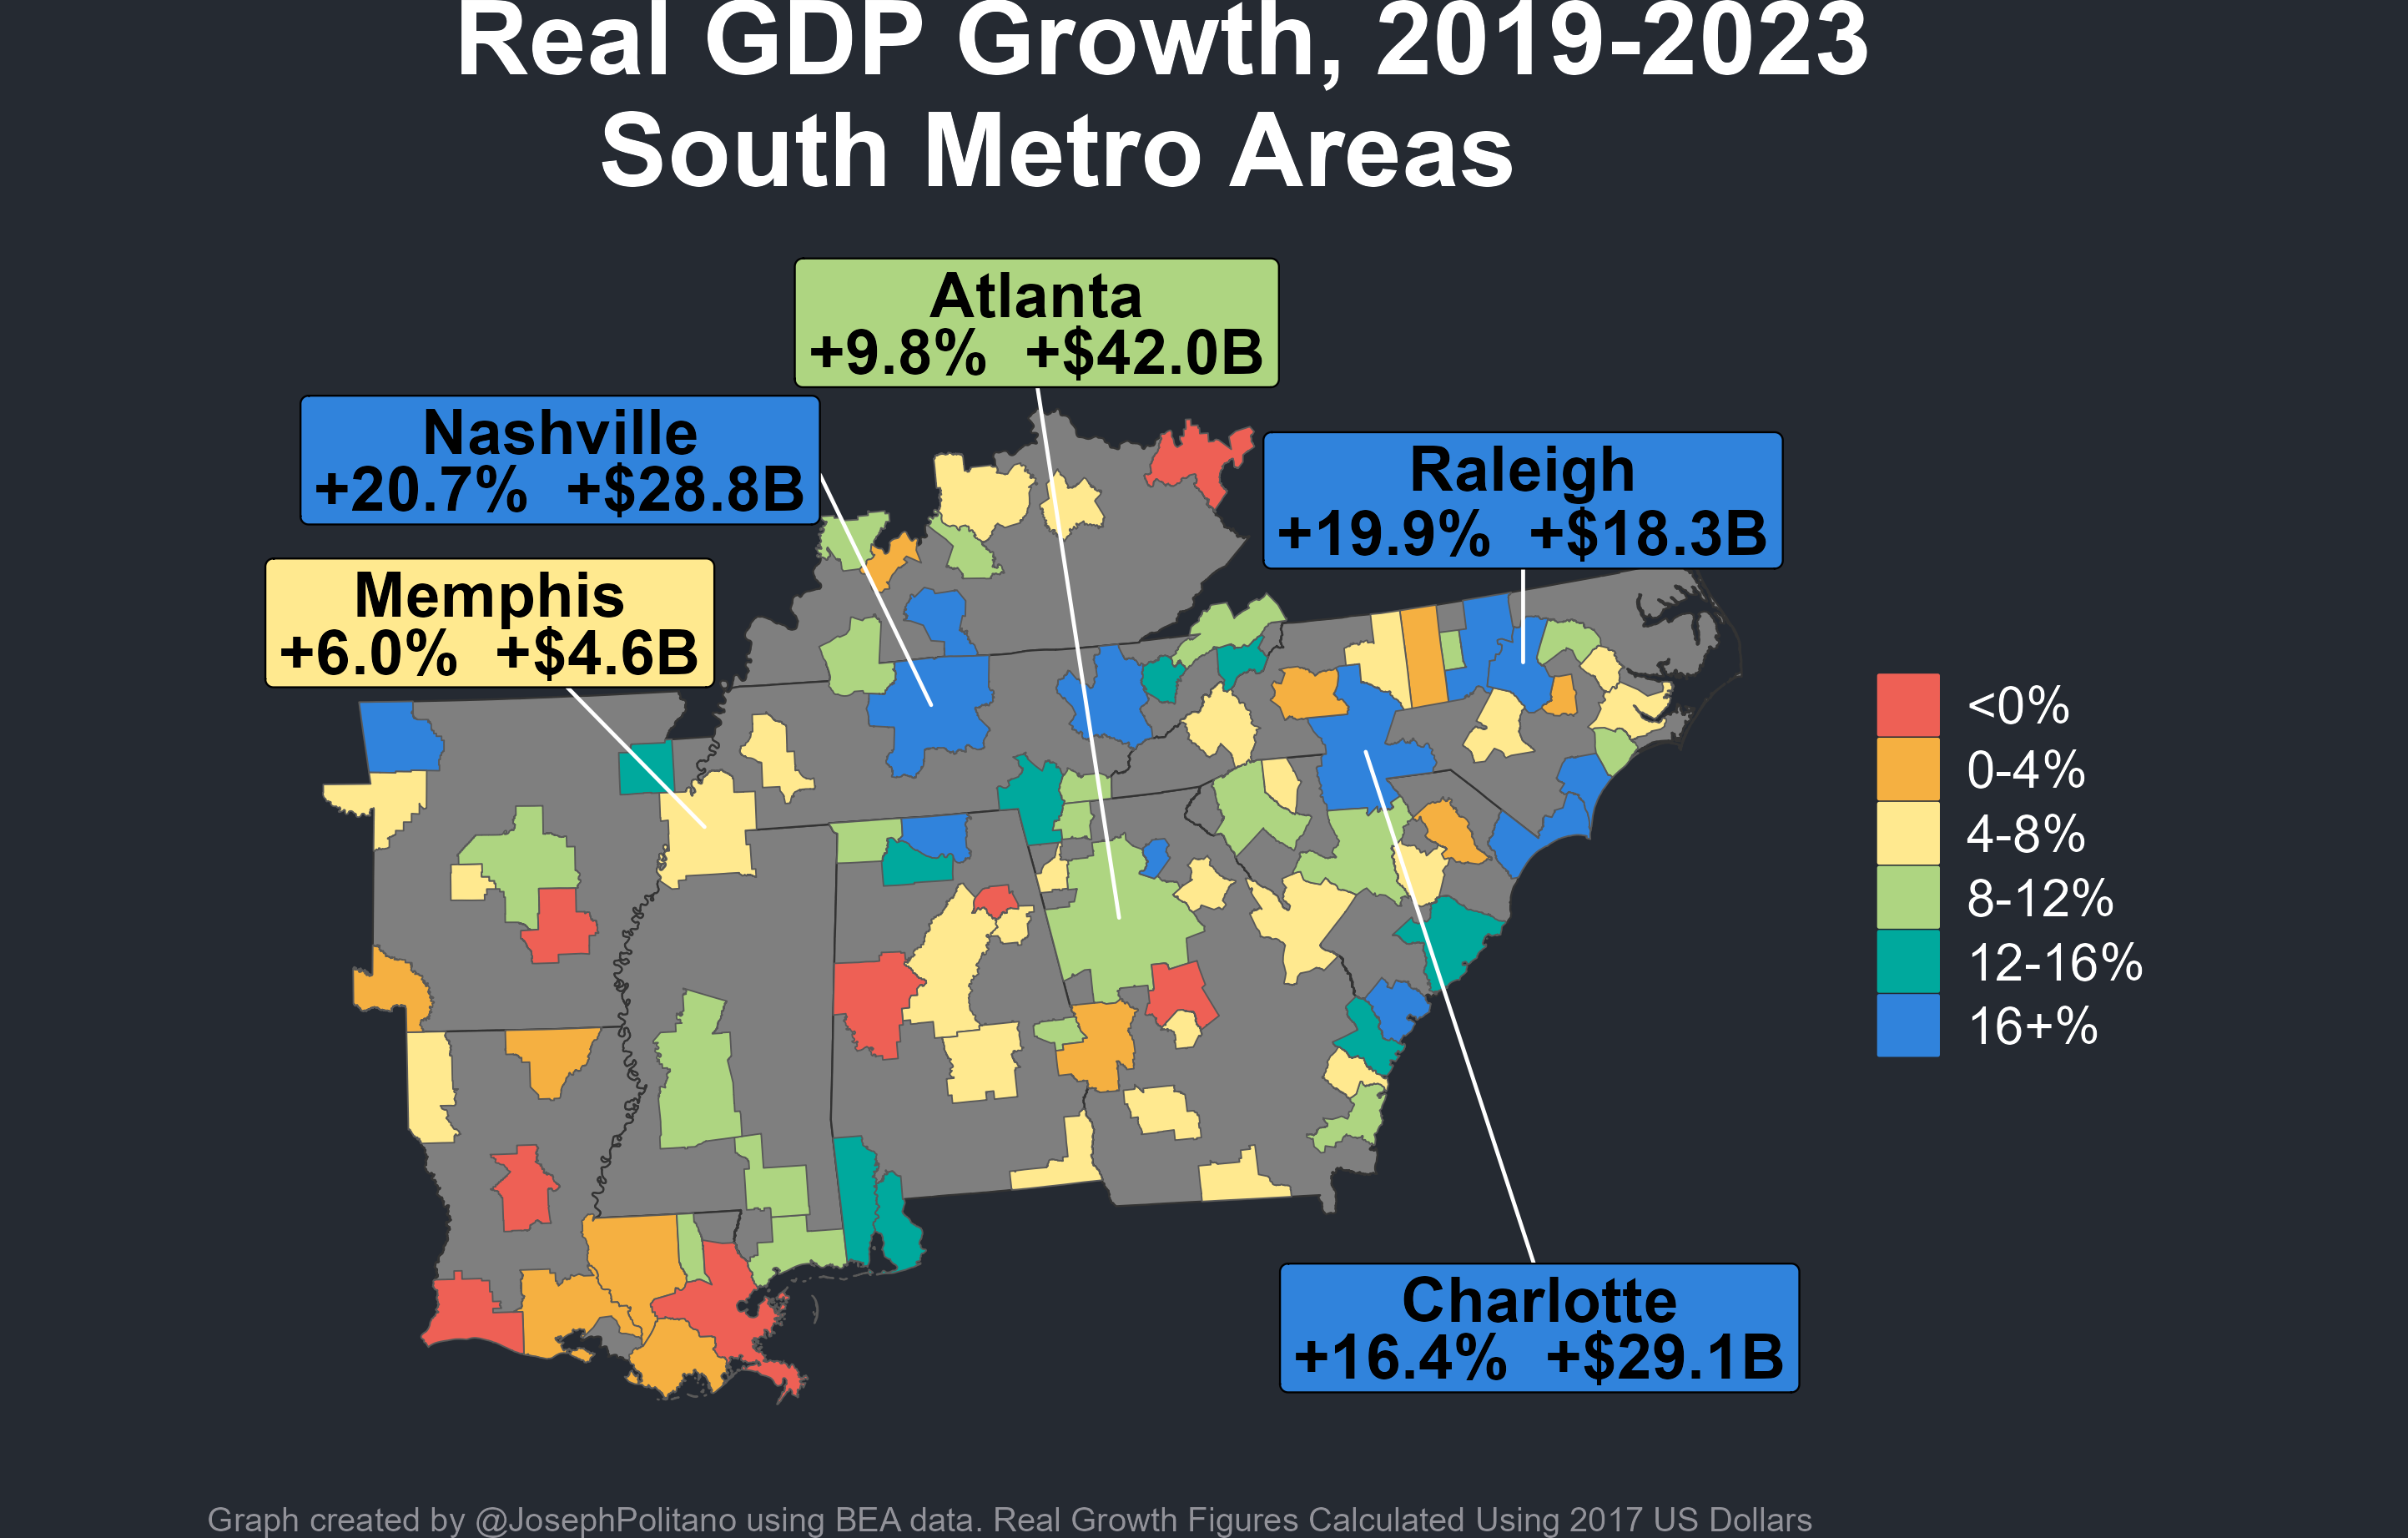 Real GDP Growth, 2019-2023
South Metro Areas
Atlanta
+9.8% +$42.0B
Nashville
+20.7% +$28.8B
Raleigh
+19.9% +$18.3B
Memphis
+6.0% +$4.6B
<0%
0-4%
4-8%
8-12%
12-16%
16+%
Charlotte
+16.4% +$29.1B
Graph created by @JosephPolitano using BEA data. Real Growth Figures Calculated Using 2017 US Dollars